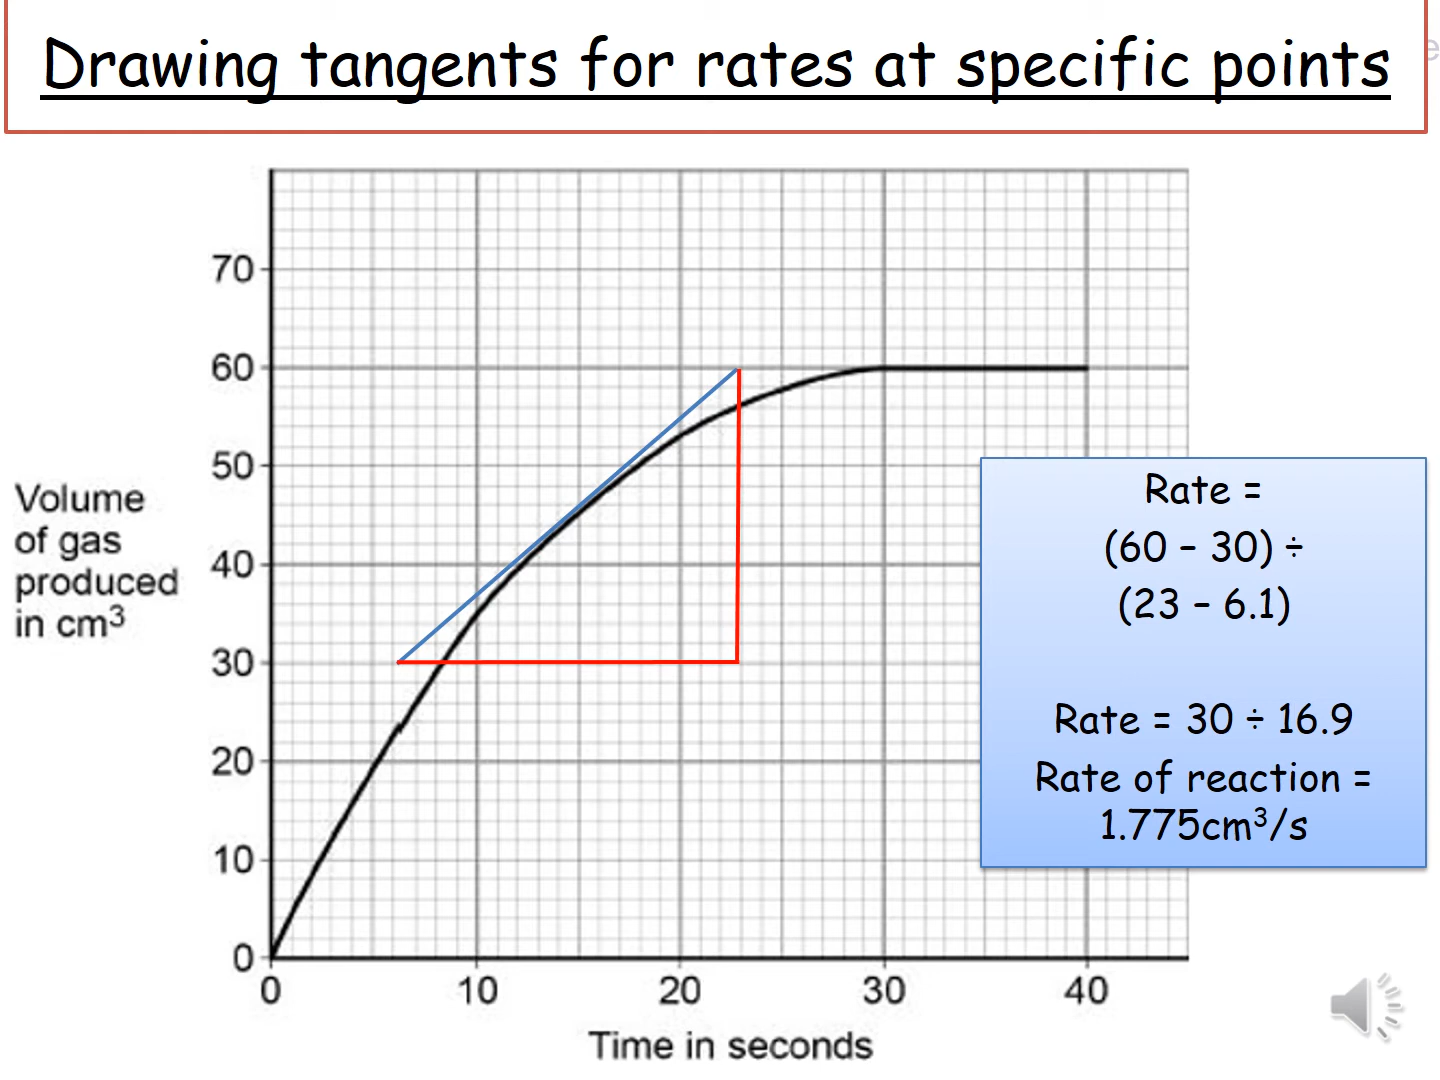 Drawing tangents for rates at specific points
e
70
60
50
40
30
20
10
0
Volume
of gas
produced
in cm³
0 10 20 30 40
Time in seconds
Rate =
(60 – 30) ÷
(23 – 6.1)
Rate = 30 ÷ 16.9
Rate of reaction =
1.775cm³/s